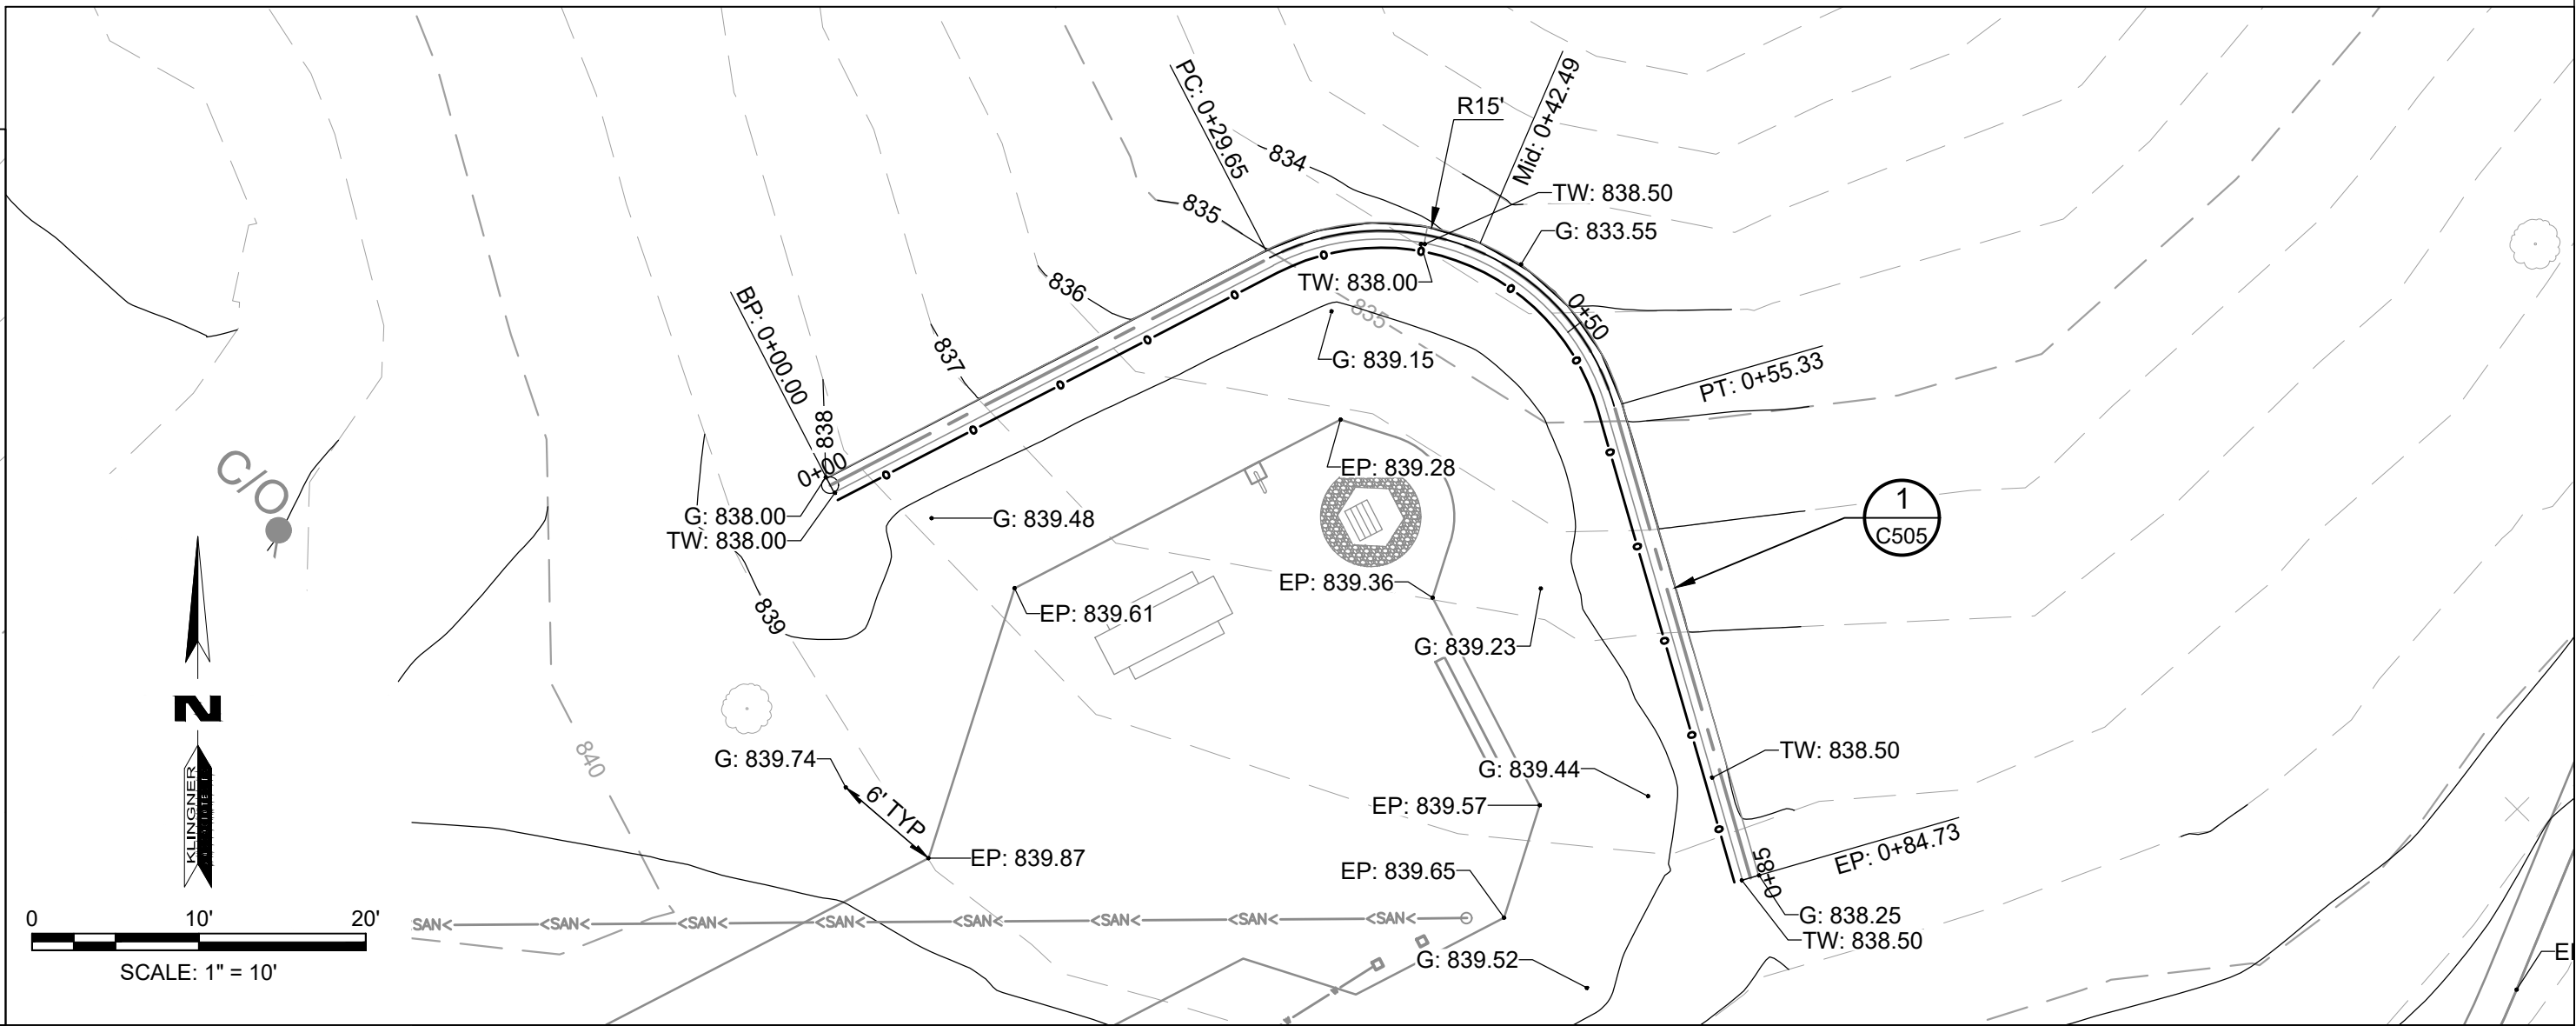 PC: 0+29.65
R15'
Mid: 0+42.49
834
TW: 838.50
835
G: 833.55
TW: 838.00
836
835
0+50
BP: 0+00.00
837
G: 839.15
PT: 0+55.33
838
0+00
EP: 839.28
C/O
G: 838.00
G: 839.48
TW: 838.00
1
C505
EP: 839.36
EP: 839.61
839
G: 839.23
N
840
G: 839.74
TW: 838.50
G: 839.44
6' TYP
EP: 839.57
KLINGNER
EP: 0+84.73
EP: 839.87
EP: 839.65
0+85
0 10' 20'
SAN< <SAN< <SAN< <SAN< <SAN< <SAN< <SAN< <SAN<
G: 838.25
TW: 838.50
G: 839.52
SCALE: 1" = 10'